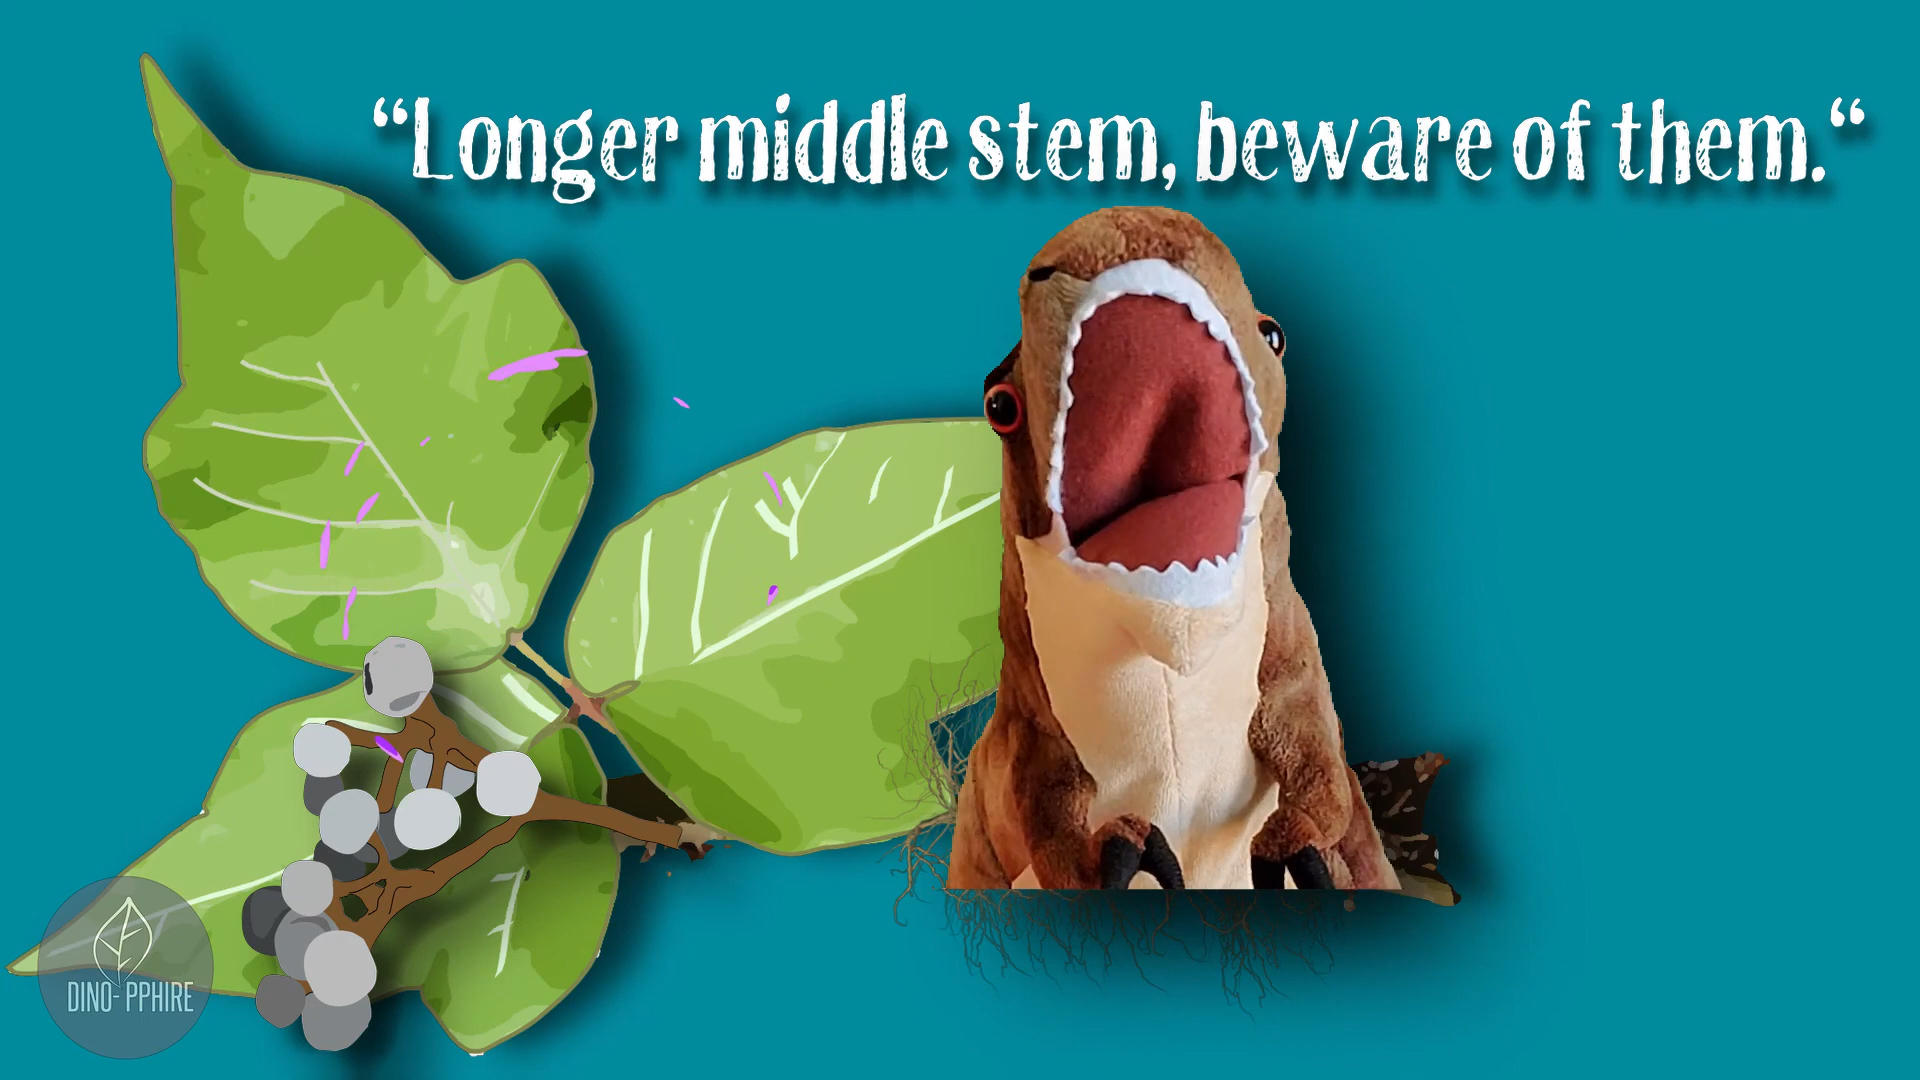 “Longer middle stem, beware of them.“
DINO- PPHIRE